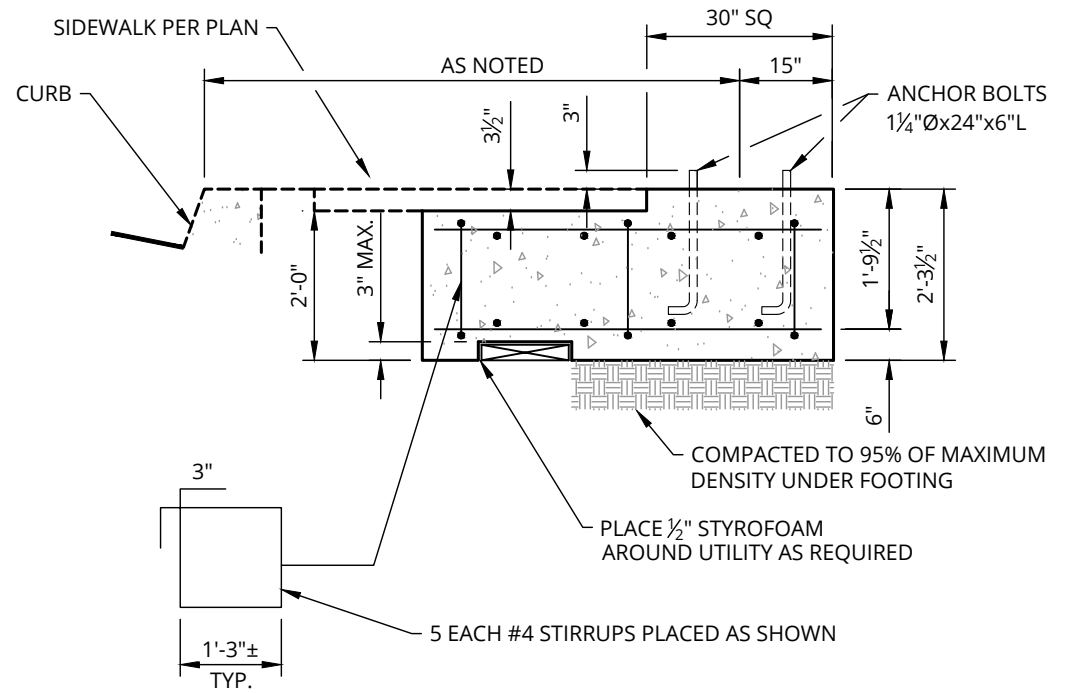 30" SQ
SIDEWALK PER PLAN
AS NOTED
15"
CURB
3½"
3"
ANCHOR BOLTS
1¼"Øx24"x6"L
2'-0"
3" MAX.
1'-9½"
2'-3½"
6"
COMPACTED TO 95% OF MAXIMUM
DENSITY UNDER FOOTING
3"
PLACE ½" STYROFOAM
AROUND UTILITY AS REQUIRED
5 EACH #4 STIRRUPS PLACED AS SHOWN
1'-3"±
TYP.